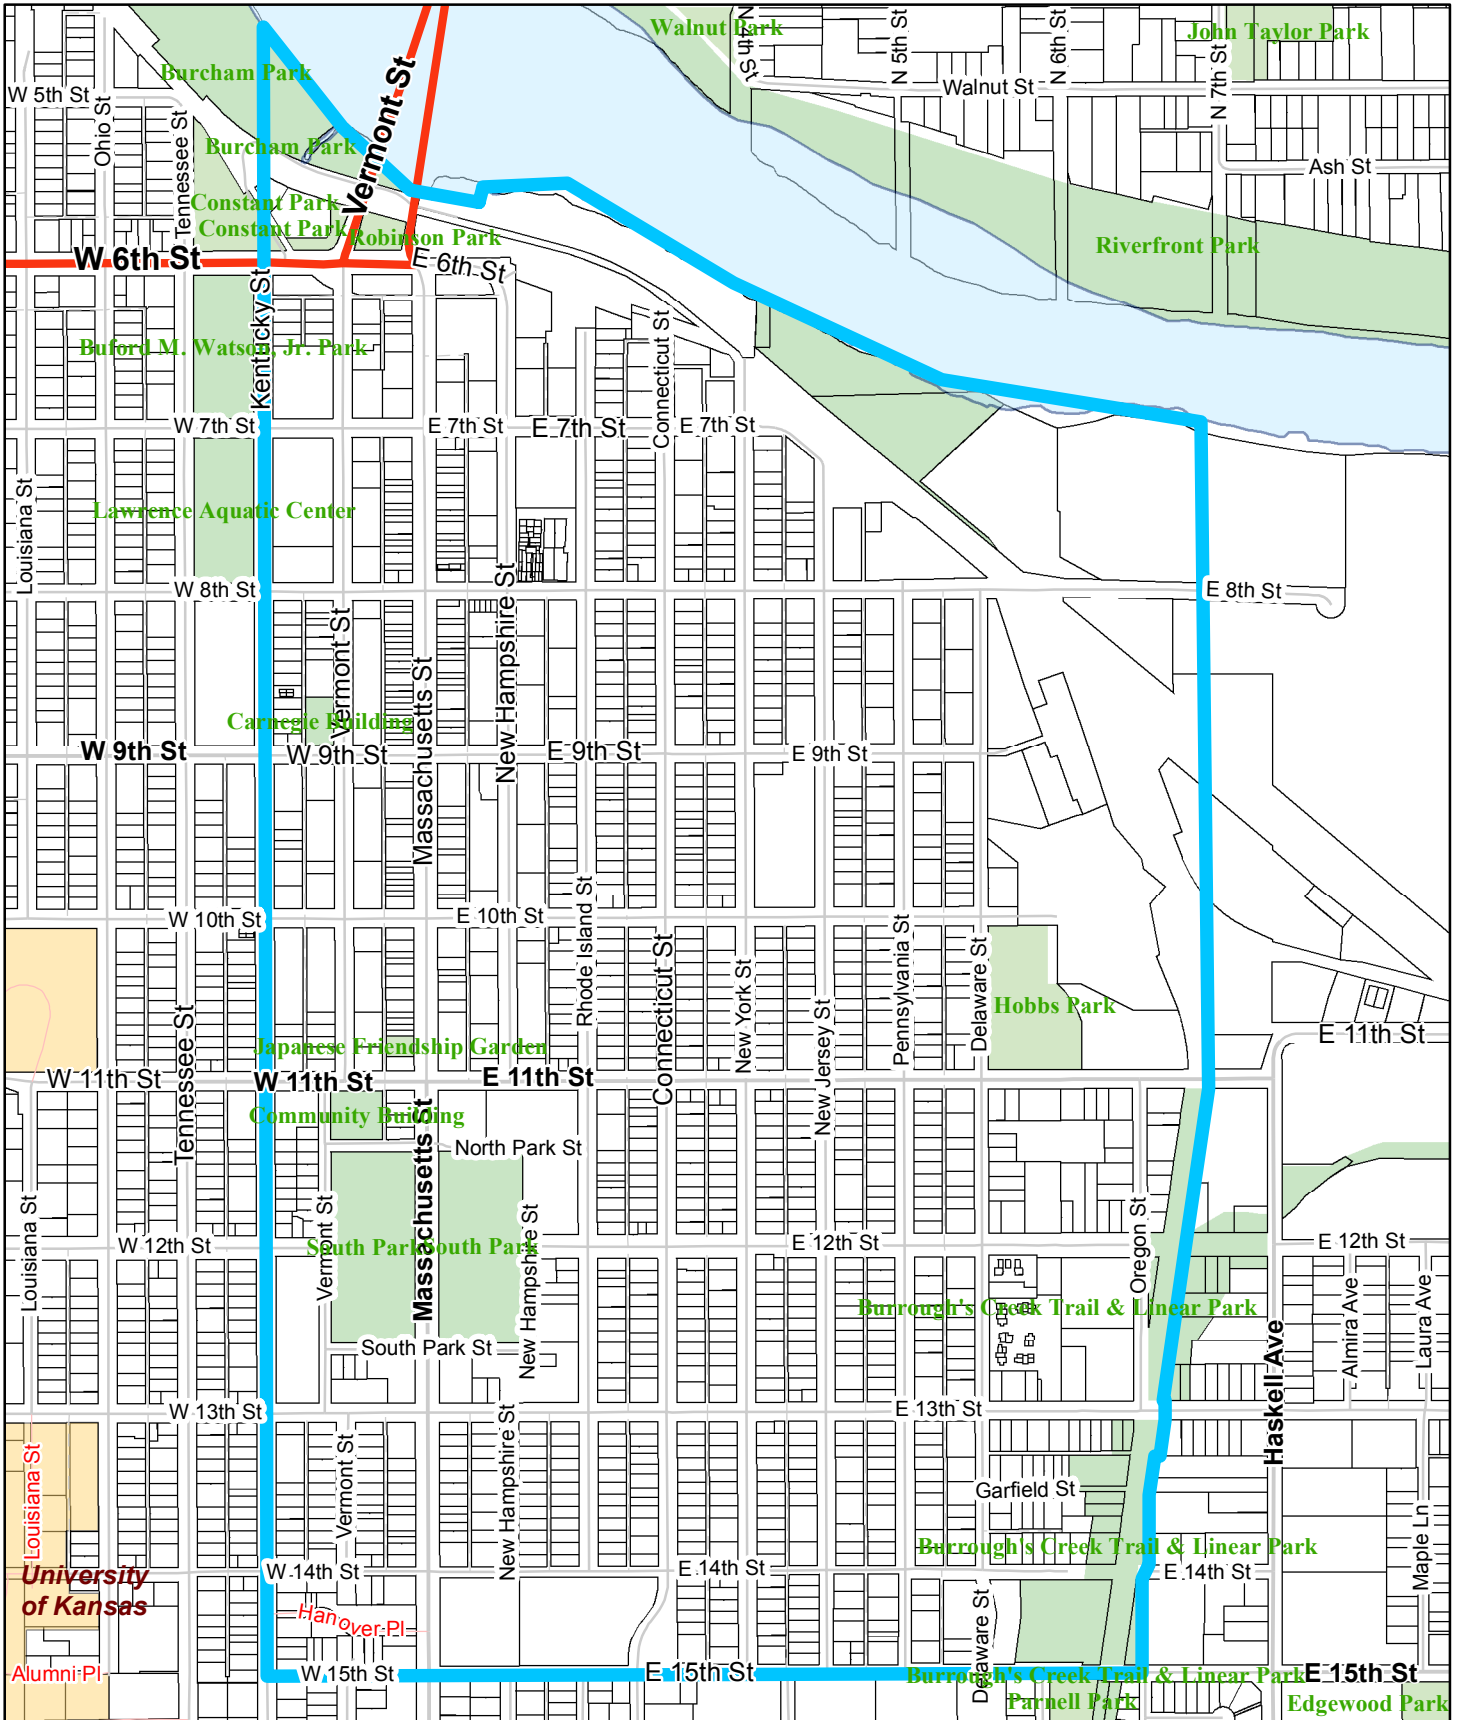 Walnut Park
N 4th St
N 5th St
N 6th St
John Taylor Park
N 7th St
Burcham Park
W 5th St
Ohio St
Vermont St
Walnut St
Tennessee St
Burcham Park
Ash St
Constant Park
Constant Park
Robinson Park
Riverfront Park
W 6th St
E 6th St
Kentucky St
Buford M. Watson, Jr. Park
Connecticut St
W 7th St
E 7th St
E 7th St
E 7th St
Louisiana St
Lawrence Aquatic Center
W 8th St
New Hampshire St
E 8th St
Vermont St
Massachusetts St
Carnegie Building
W 9th St
W 9th St
E 9th St
E 9th St
W 10th St
E 10th St
Rhode Island St
Connecticut St
New York St
New Jersey St
Pennsylvania St
Delaware St
Hobbs Park
Tennessee St
Japanese Friendship Garden
E 11th St
W 11th St
W 11th St
E 11th St
Community Building
Massachusetts St
North Park St
Louisiana St
Vermont St
New Hampshire St
Oregon St
W 12th St
South Park
South Park
E 12th St
E 12th St
Burrough's Creek Trail & Linear Park
Almira Ave
Laura Ave
South Park St
Haskell Ave
W 13th St
E 13th St
Louisiana St
Vermont St
New Hampshire St
Garfield St
Maple Ln
Burrough's Creek Trail & Linear Park
University
of Kansas
W 14th St
E 14th St
E 14th St
Hanover Pl
Delaware St
Alumni Pl
W 15th St
E 15th St
Burrough's Creek Trail & Linear Park
E 15th St
Parnell Park
Edgewood Park